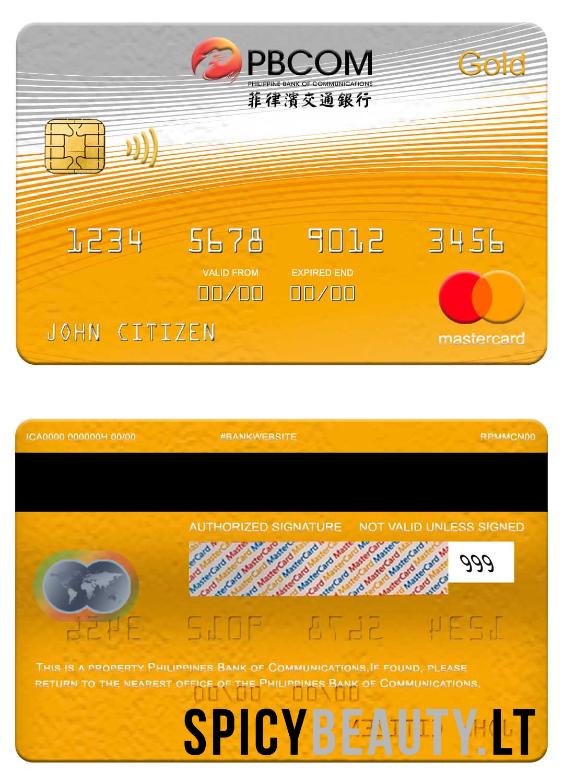 PBCOM
PHILIPPINE BANK OF COMMUNICATIONS
菲律濱交通銀行
Gold
1234 5678 9012 3456
VALID FROM EXPIRED END
00/00 00/00
JOHN CITIZEN
mastercard
ICA0000 000000H 00/00 #BANKWEBSITE RPMMCN00
AUTHORIZED SIGNATURE NOT VALID UNLESS SIGNED
MasterCard MasterCard MasterCard
999
THIS IS A PROPERTY PHILIPPINES BANK OF COMMUNICATIONS,IF FOUND, PLEASE
RETURN TO THE NEAREST OFFICE OF THE PHILIPPINES BANK OF COMMUNICATIONS.
SPICYBEAUTY.LT